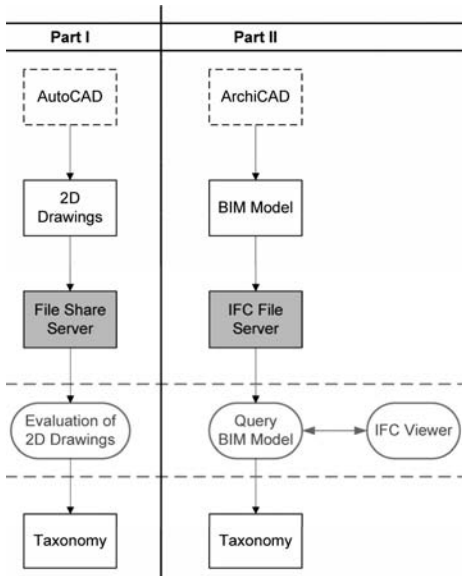 Part I
Part II
AutoCAD
ArchiCAD
2D
Drawings
BIM Model
File Share
Server
IFC File
Server
Evaluation of
2D Drawings
Query
BIM Model
IFC Viewer
Taxonomy
Taxonomy